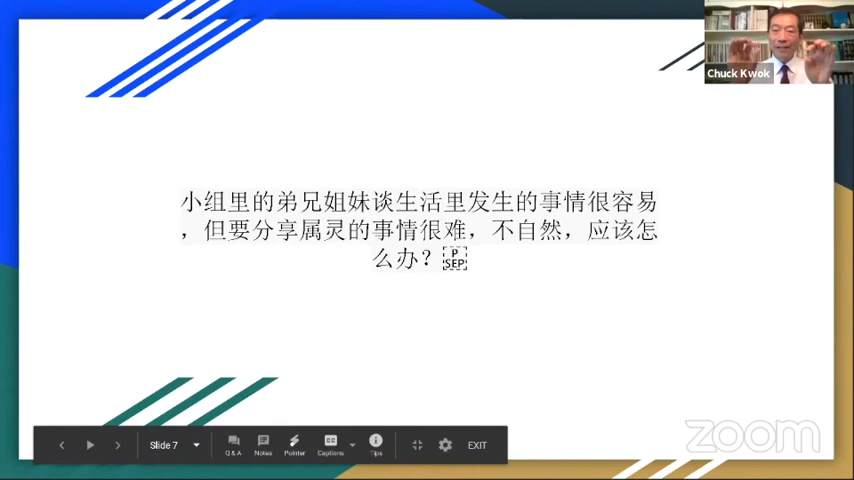 Chuck Kwok
小组里的弟兄姐妹谈生活里发生的事情很容易
，但要分享属灵的事情很难，不自然，应该怎
么办？
P
SEP
Slide 7
Q & A
Notes
Pointer
Captions
CC
Tips
EXIT
zoom